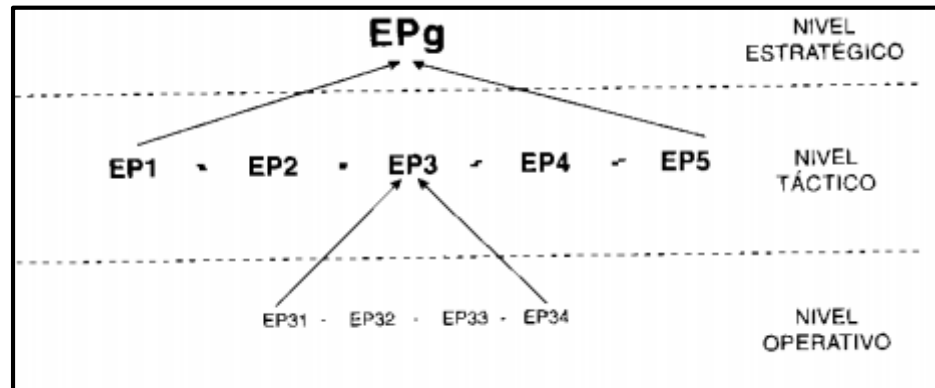 EPg
NIVEL
ESTRATÉGICO
EP1 - EP2 - EP3 - EP4 - EP5
NIVEL
TÁCTICO
EP31 - EP32 - EP33 - EP34
NIVEL
OPERATIVO